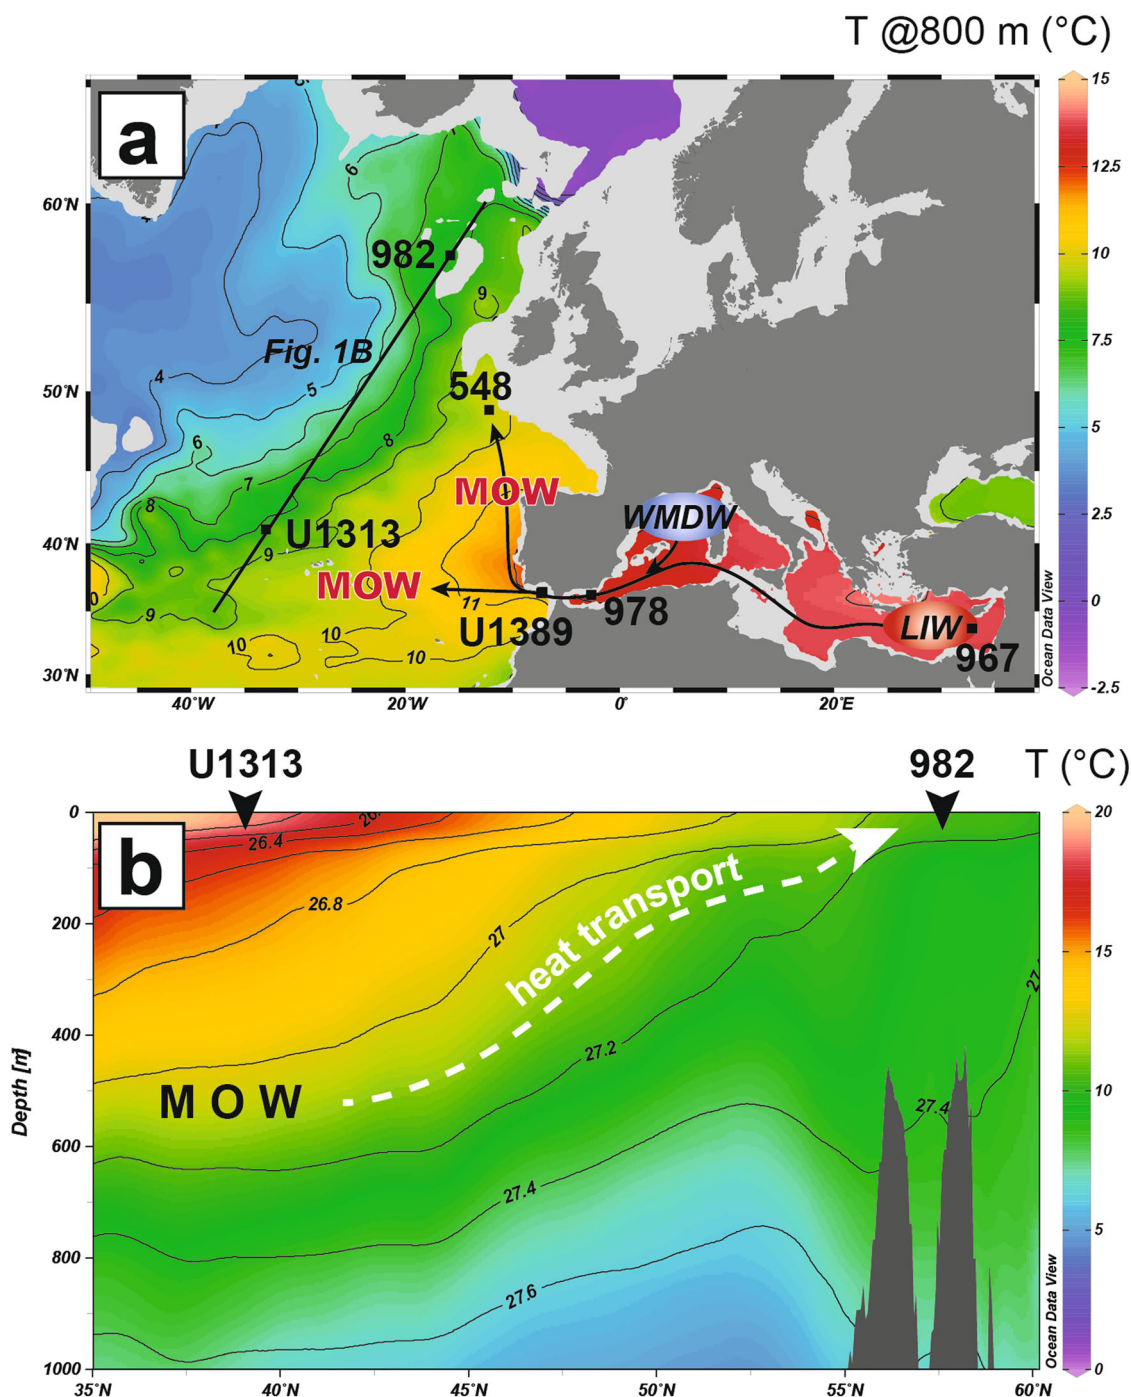 T @800 m (°C)
a
15
12.5
10
7.5
5
2.5
0
-2.5
Ocean Data View
60°N
50°N
40°N
30°N
40°W
20°W
0°
20°E
6
982
9
Fig. 1B
4
5
548
6
8
7
MOW
WMDW
8
U1313
9
MOW
11
978
9
U1389
LIW
967
10
10
10
U1313
982
T (°C)
b
0
200
400
600
800
1000
Depth [m]
35°N
40°N
45°N
50°N
55°N
60°N
26.4
26.8
27
heat transport
27.2
MOW
27.4
27.4
27.6
20
15
10
5
0
Ocean Data View